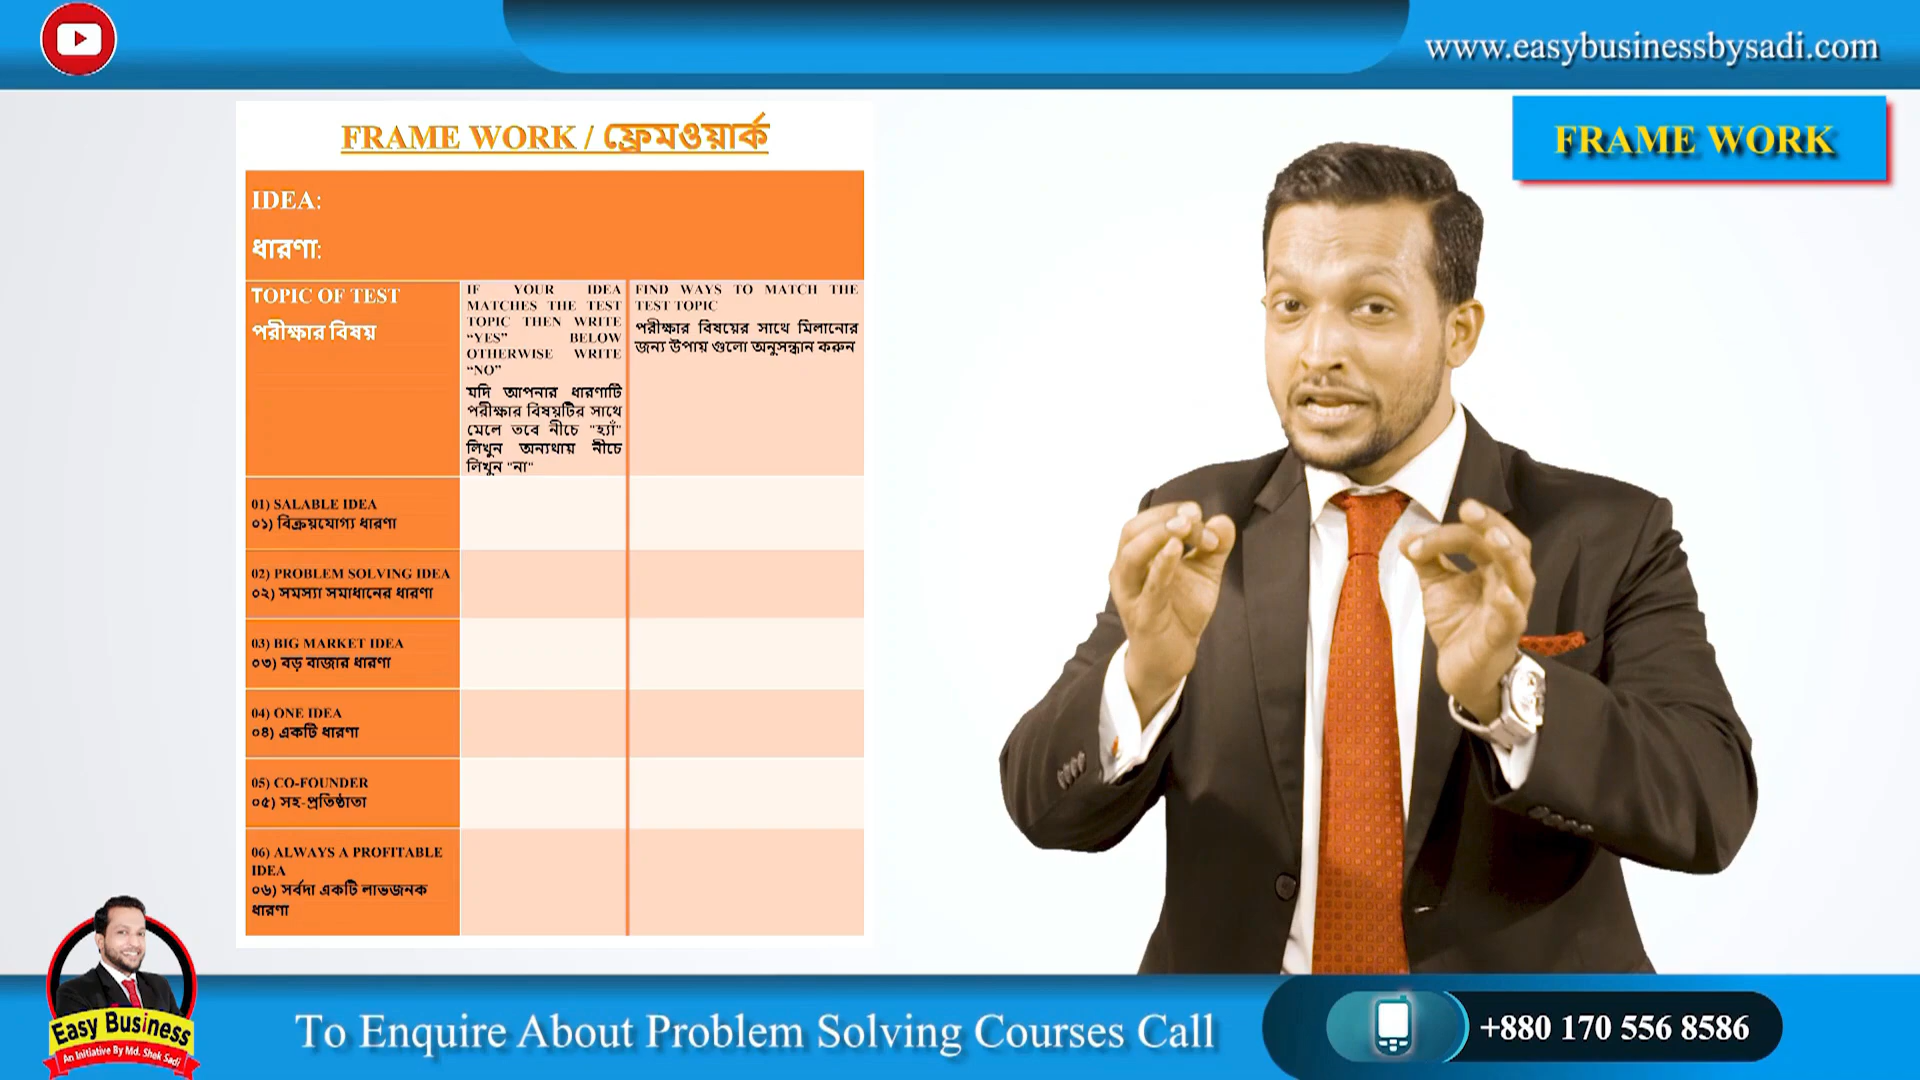 www.easybusinessbysadi.com
FRAME WORK / ফ্রেমওয়ার্ক
FRAME WORK
IDEA:
ধারণা:
TOPIC OF TEST
পরীক্ষার বিষয়
IF YOUR IDEA
MATCHES THE TEST
TOPIC THEN WRITE
“YES” BELOW
OTHERWISE WRITE
“NO”
যদি আপনার ধারণাটি
পরীক্ষার বিষয়টির সাথে
মেলে তবে নীচে "হ্যাঁ"
লিখুন অন্যথায় নীচে
লিখুন "না"
FIND WAYS TO MATCH THE
TEST TOPIC
পরীক্ষার বিষয়ের সাথে মিলানোর
জন্য উপায় গুলো অনুসন্ধান করুন
01) SALABLE IDEA
০১) বিক্রয়যোগ্য ধারণা
02) PROBLEM SOLVING IDEA
০২) সমস্যা সমাধানের ধারণা
03) BIG MARKET IDEA
০৩) বড় বাজার ধারণা
04) ONE IDEA
০৪) একটি ধারণা
05) CO-FOUNDER
০৫) সহ-প্রতিষ্ঠাতা
06) ALWAYS A PROFITABLE
IDEA
০৬) সর্বদা একটি লাভজনক
ধারণা
Easy Business
An Initiative By Md. Shek Sadi
To Enquire About Problem Solving Courses Call
+880 170 556 8586